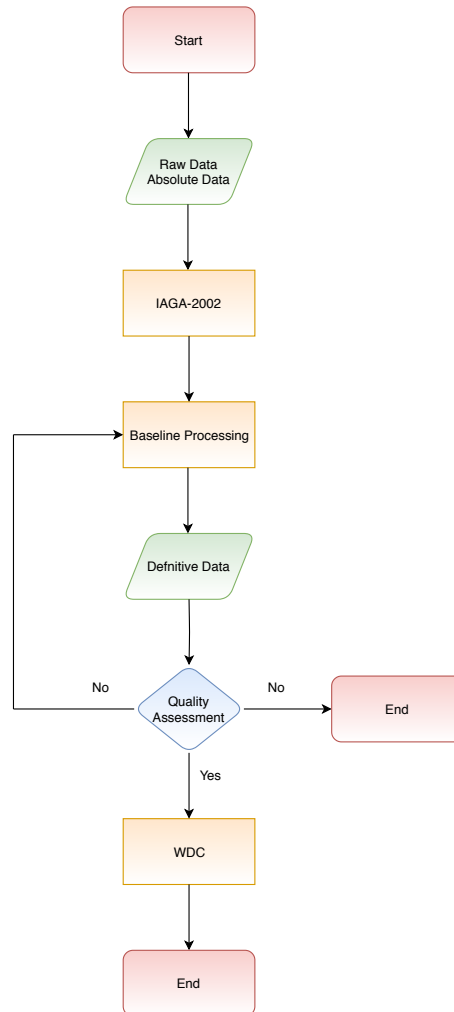 Start
Raw Data
Absolute Data
IAGA-2002
Baseline Processing
Defnitive Data
No
Quality
Assessment
No
End
Yes
WDC
End